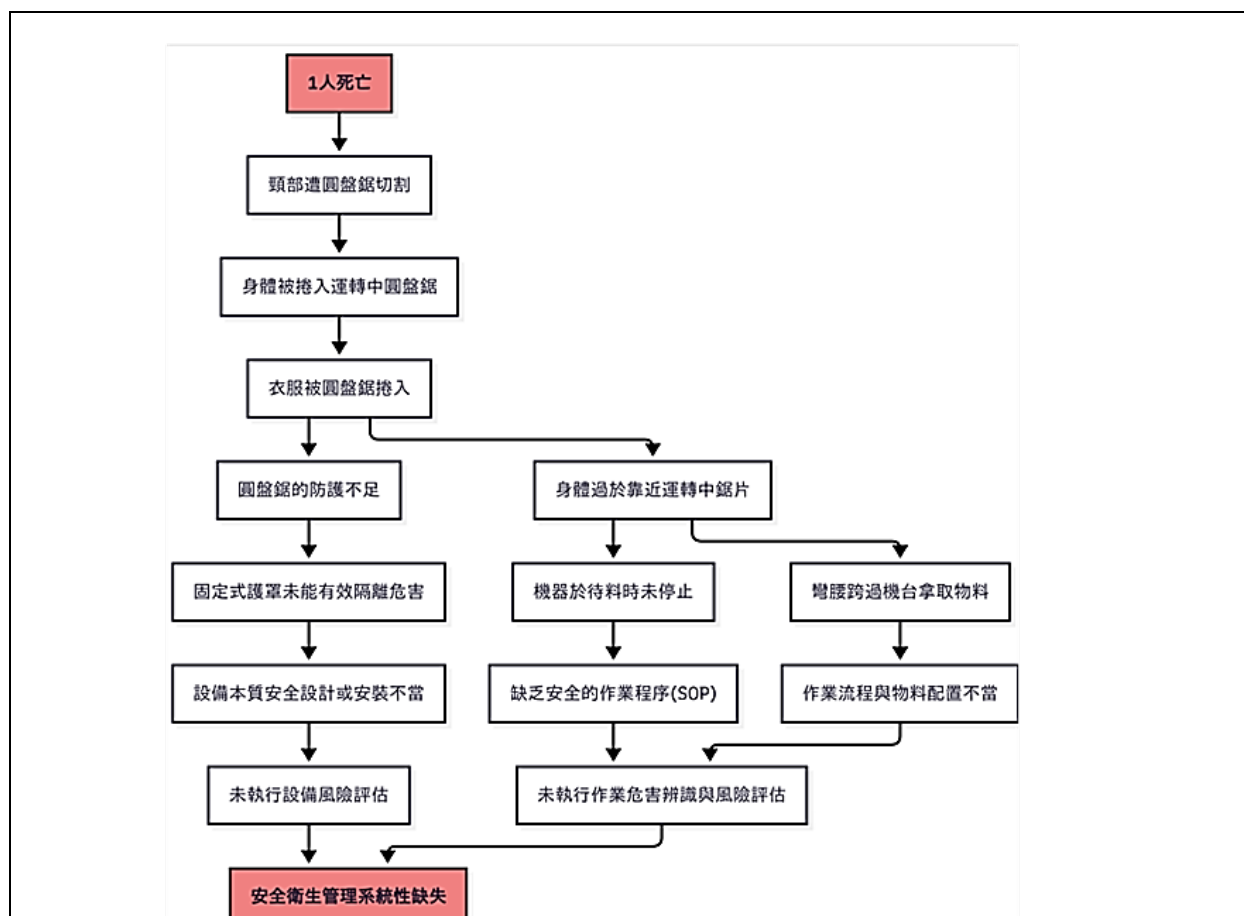 1人死亡
頸部遭圓盤鋸切割
身體被捲入運轉中圓盤鋸
衣服被圓盤鋸捲入
圓盤鋸的防護不足
身體過於靠近運轉中鋸片
固定式護罩未能有效隔離危害
機器於待料時未停止
彎腰跨過機台拿取物料
設備本質安全設計或安裝不當
缺乏安全的作業程序(SOP)
作業流程與物料配置不當
未執行設備風險評估
未執行作業危害辨識與風險評估
安全衛生管理系統性缺失